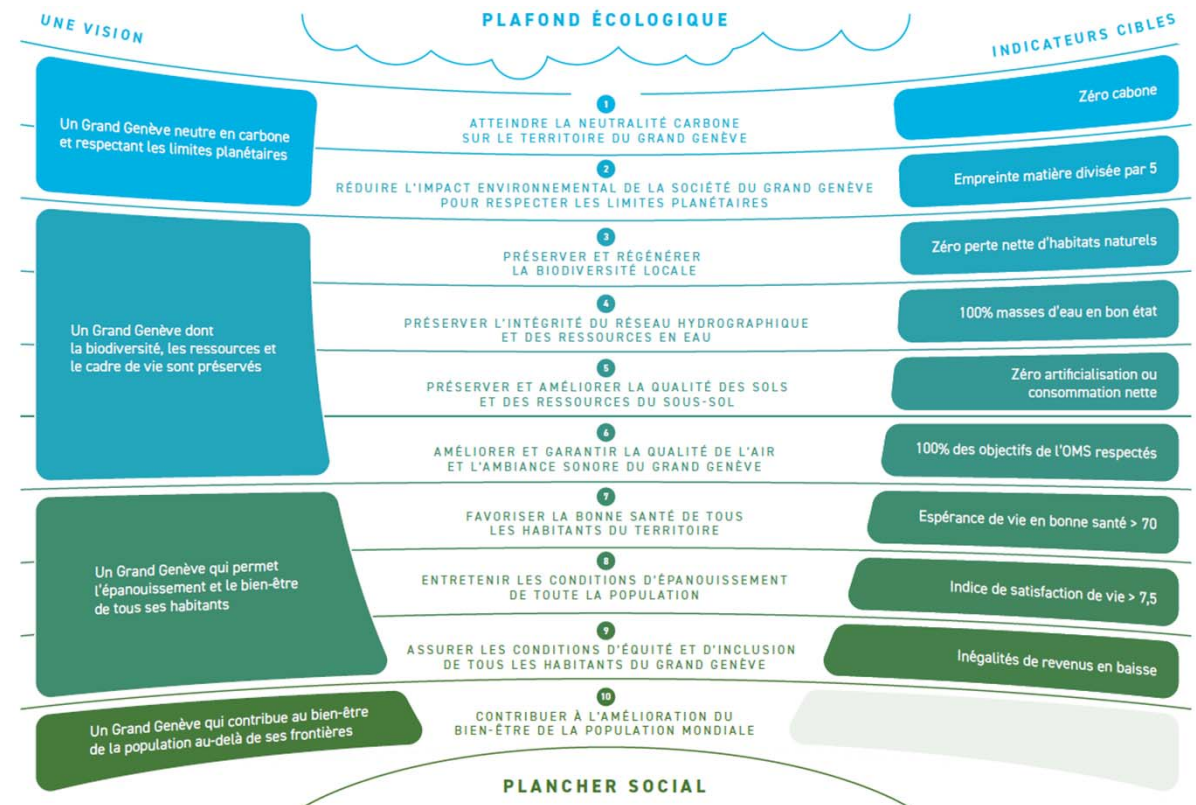 UNE VISION
PLAFOND ÉCOLOGIQUE
INDICATEURS CIBLES
Un Grand Genève neutre en carbone
et respectant les limites planétaires
1
ATTEINDRE LA NEUTRALITÉ CARBONE
SUR LE TERRITOIRE DU GRAND GENÈVE
Zéro cabone
2
RÉDUIRE L'IMPACT ENVIRONNEMENTAL DE LA SOCIÉTÉ DU GRAND GENÈVE
POUR RESPECTER LES LIMITES PLANÉTAIRES
Empreinte matière divisée par 5
Un Grand Genève dont
la biodiversité, les ressources et
le cadre de vie sont préservés
3
PRÉSERVER ET RÉGÉNÉRER
LA BIODIVERSITÉ LOCALE
Zéro perte nette d'habitats naturels
4
PRÉSERVER L'INTÉGRITÉ DU RÉSEAU HYDROGRAPHIQUE
ET DES RESSOURCES EN EAU
100% masses d'eau en bon état
5
PRÉSERVER ET AMÉLIORER LA QUALITÉ DES SOLS
ET DES RESSOURCES DU SOUS-SOL
Zéro artificialisation ou
consommation nette
6
AMÉLIORER ET GARANTIR LA QUALITÉ DE L'AIR
ET L'AMBIANCE SONORE DU GRAND GENÈVE
100% des objectifs de l'OMS respectés
Un Grand Genève qui permet
l'épanouissement et le bien-être
de tous ses habitants
7
FAVORISER LA BONNE SANTÉ DE TOUS
LES HABITANTS DU TERRITOIRE
Espérance de vie en bonne santé > 70
8
ENTRETENIR LES CONDITIONS D'ÉPANOUISSEMENT
DE TOUTE LA POPULATION
Indice de satisfaction de vie > 7,5
9
ASSURER LES CONDITIONS D'ÉQUITÉ ET D'INCLUSION
DE TOUS LES HABITANTS DU GRAND GENÈVE
Inégalités de revenus en baisse
Un Grand Genève qui contribue au bien-être
de la population au-delà de ses frontières
10
CONTRIBUER À L'AMÉLIORATION DU
BIEN-ÊTRE DE LA POPULATION MONDIALE
PLANCHER SOCIAL